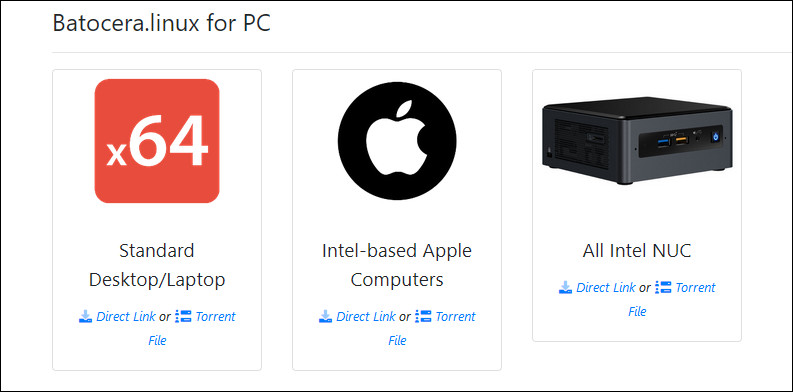 Batocera.linux for PC
x64
Standard
Desktop/Laptop
Direct Link or Torrent
File
Intel-based Apple
Computers
Direct Link or Torrent
File
All Intel NUC
Direct Link or Torrent
File